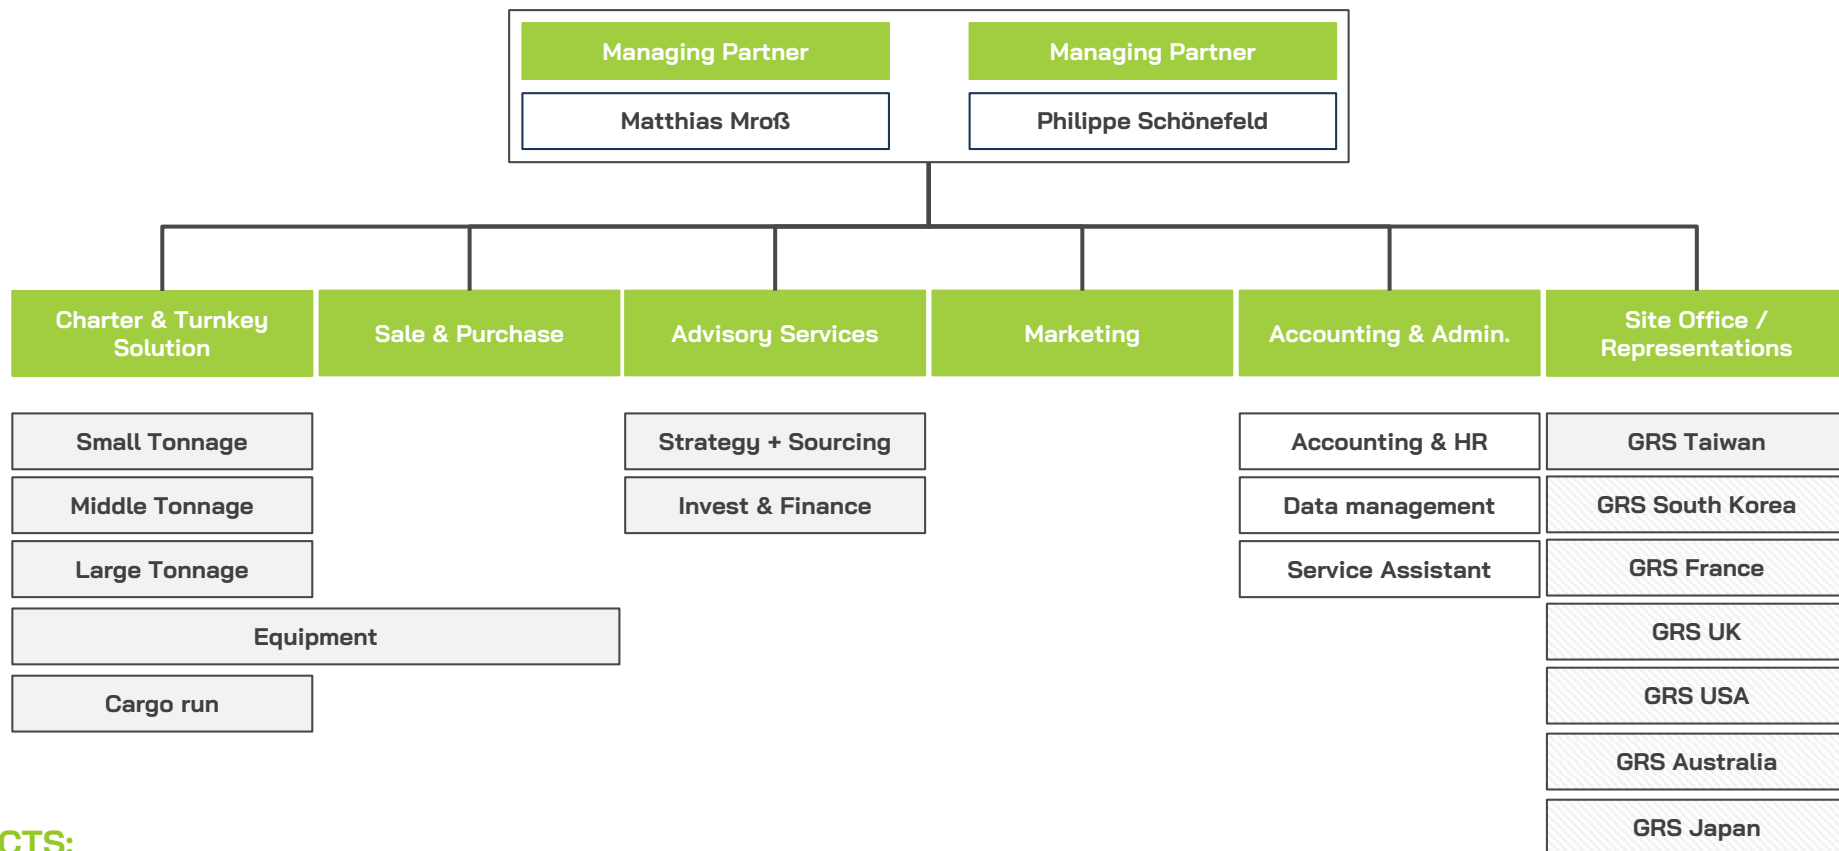 Managing Partner
Managing Partner
Matthias Mroß
Philippe Schönefeld
Charter & Turnkey
Solution
Sale & Purchase
Advisory Services
Marketing
Accounting & Admin.
Site Office /
Representations
Small Tonnage
Middle Tonnage
Large Tonnage
Equipment
Cargo run
Strategy + Sourcing
Invest & Finance
Accounting & HR
Data management
Service Assistant
GRS Taiwan
GRS South Korea
GRS France
GRS UK
GRS USA
GRS Australia
GRS Japan
CTS: